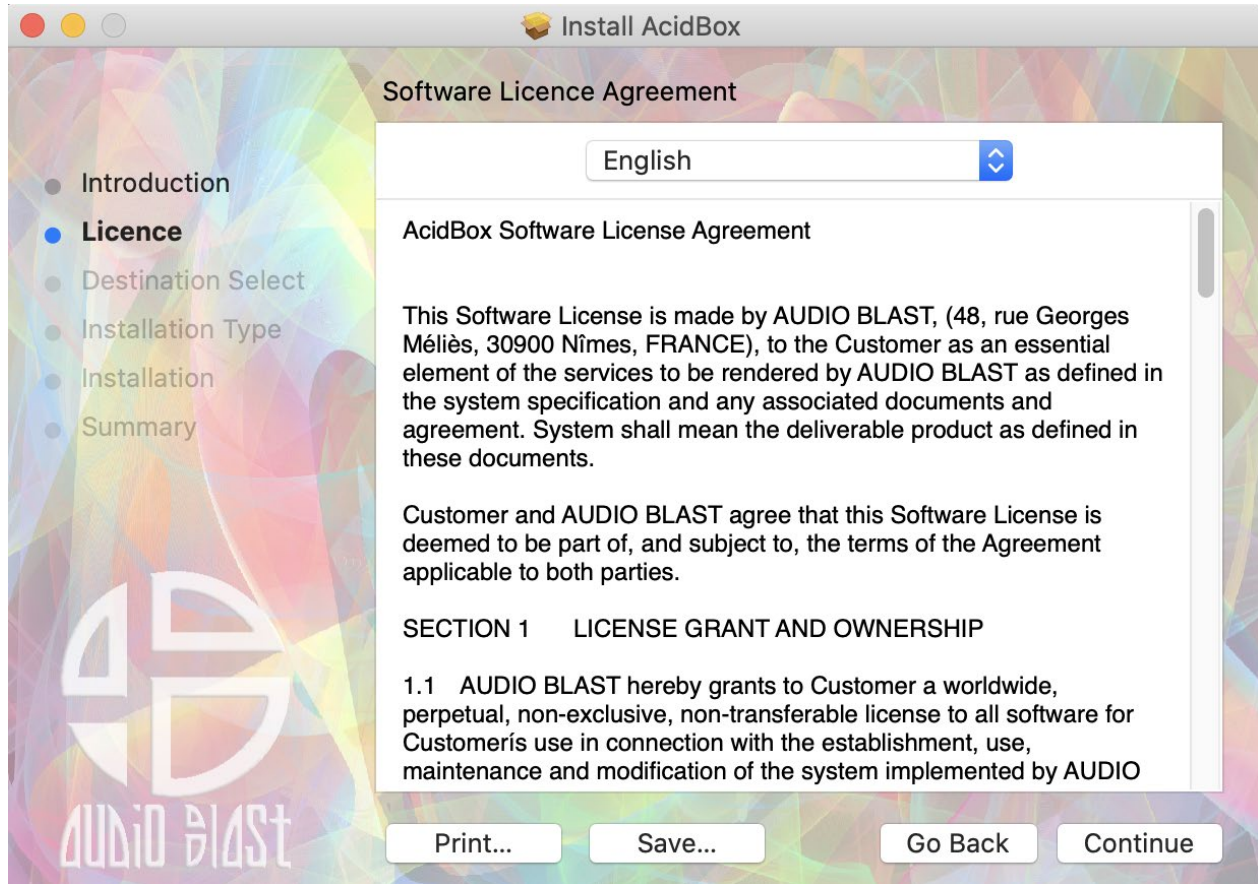 Install AcidBox
Software Licence Agreement
English
Introduction
Licence
Destination Select
Installation Type
Installation
Summary
AcidBox Software License Agreement
This Software License is made by AUDIO BLAST, (48, rue Georges
Méliès, 30900 Nîmes, FRANCE), to the Customer as an essential
element of the services to be rendered by AUDIO BLAST as defined in
the system specification and any associated documents and
agreement. System shall mean the deliverable product as defined in
these documents.
Customer and AUDIO BLAST agree that this Software License is
deemed to be part of, and subject to, the terms of the Agreement
applicable to both parties.
SECTION 1 LICENSE GRANT AND OWNERSHIP
1.1 AUDIO BLAST hereby grants to Customer a worldwide,
perpetual, non-exclusive, non-transferable license to all software for
Customerís use in connection with the establishment, use,
maintenance and modification of the system implemented by AUDIO
AUDiO BlASt
Print...
Save...
Go Back
Continue